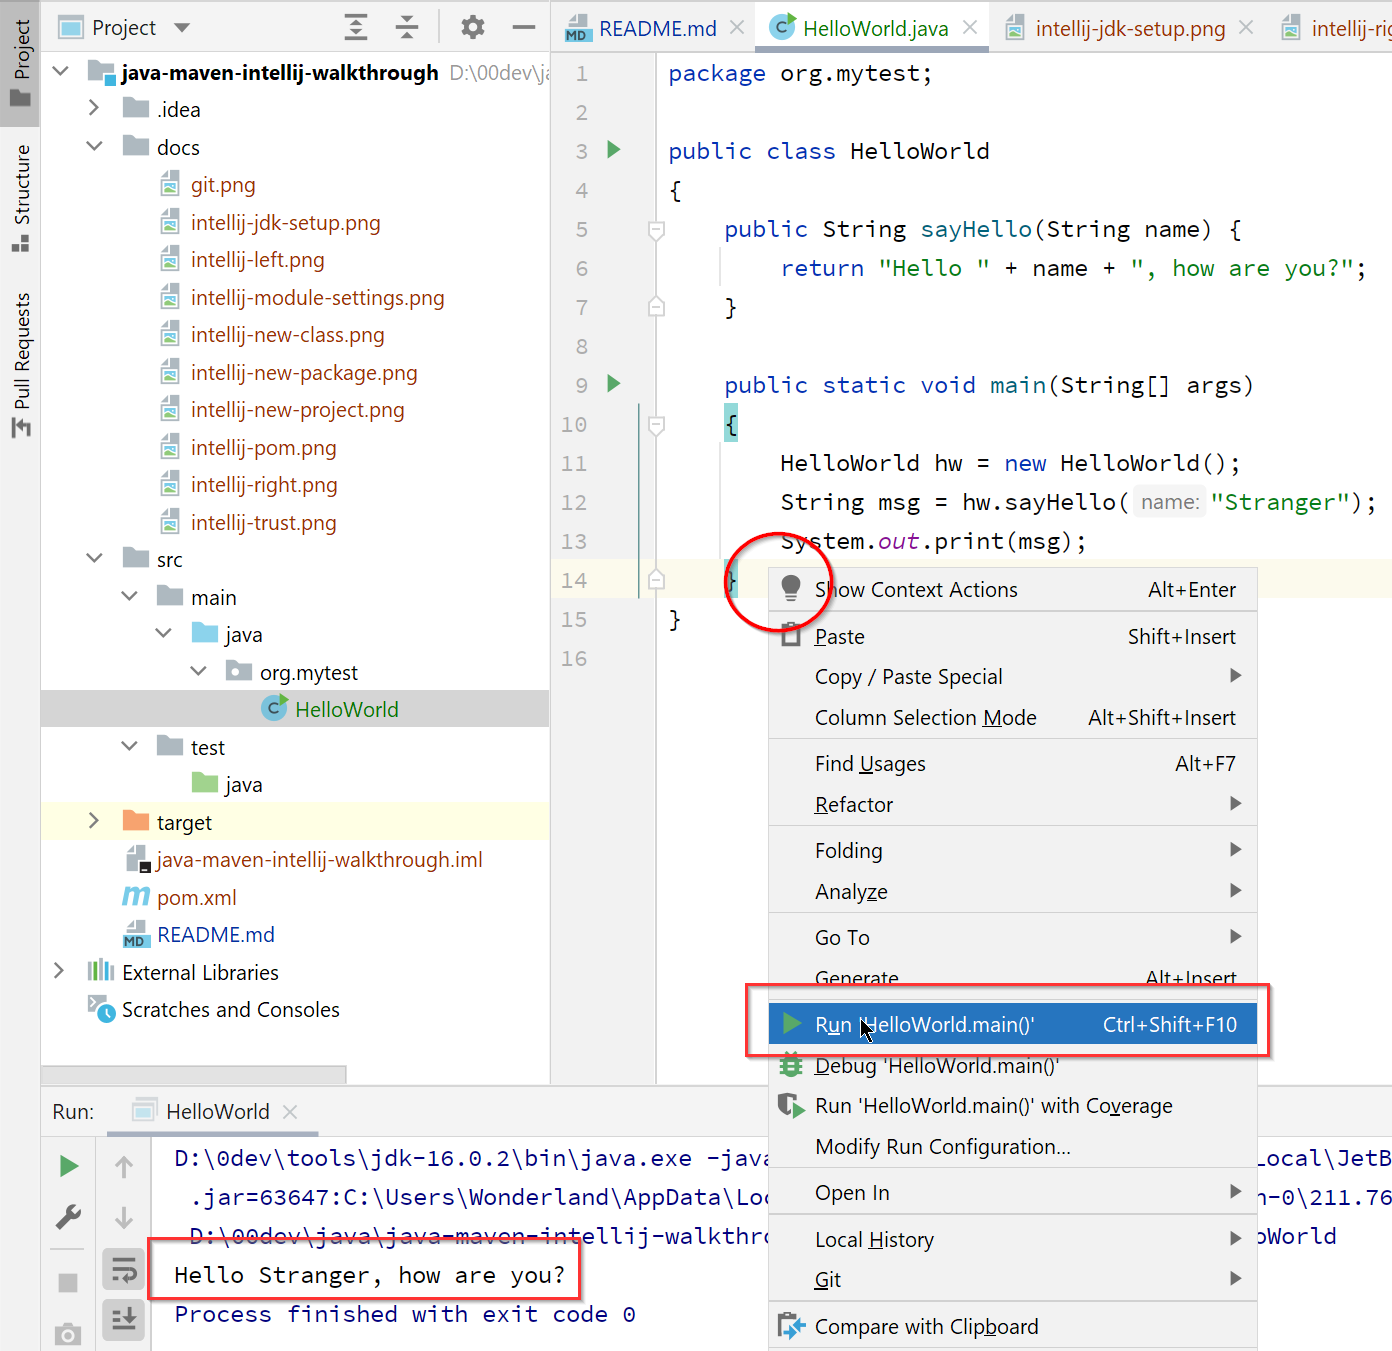 Project
Structure
Pull Requests
Project
java-maven-intellij-walkthrough D:\00dev\ja
.idea
docs
git.png
intellij-jdk-setup.png
intellij-left.png
intellij-module-settings.png
intellij-new-class.png
intellij-new-package.png
intellij-new-project.png
intellij-pom.png
intellij-right.png
intellij-trust.png
src
main
java
org.mytest
HelloWorld
test
java
target
java-maven-intellij-walkthrough.iml
pom.xml
README.md
External Libraries
Scratches and Consoles
README.md HelloWorld.java intellij-jdk-setup.png intellij-rig
1 package org.mytest;
2
3 public class HelloWorld
4 {
5 public String sayHello(String name) {
6 return "Hello " + name + ", how are you?";
7 }
8
9 public static void main(String[] args)
10 {
11 HelloWorld hw = new HelloWorld();
12 String msg = hw.sayHello( name: "Stranger");
13 System.out.print(msg);
14 }
15 }
16
Show Context Actions Alt+Enter
Paste Shift+Insert
Copy / Paste Special
Column Selection Mode Alt+Shift+Insert
Find Usages Alt+F7
Refactor
Folding
Analyze
Go To
Generate... Alt+Insert
Run 'HelloWorld.main()' Ctrl+Shift+F10
Debug 'HelloWorld.main()'
Run 'HelloWorld.main()' with Coverage
Modify Run Configuration...
Open In
Local History
Git
Compare with Clipboard
Run: HelloWorld
D:\0dev\tools\jdk-16.0.2\bin\java.exe -java Local\JetB
.jar=63647:C:\Users\Wonderland\AppData\Loc n-0\211.76
D:\00dev\java\java-maven-intellij-walkthro oWorld
Hello Stranger, how are you?
Process finished with exit code 0